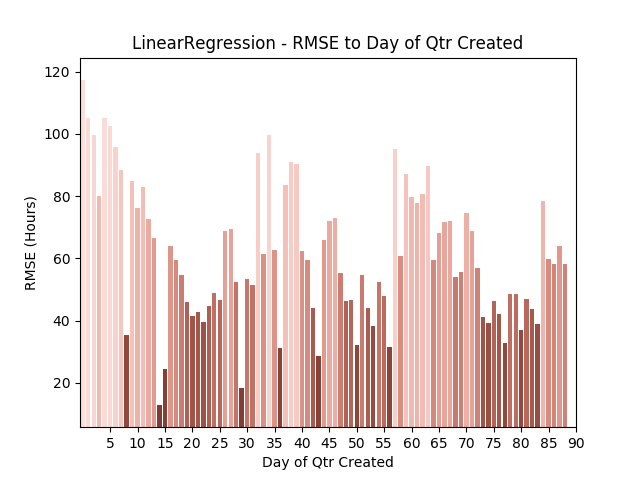 LinearRegression - RMSE to Day of Qtr Created
120
100
80
60
40
20
RMSE (Hours)
5 10 15 20 25 30 35 40 45 50 55 60 65 70 75 80 85 90
Day of Qtr Created